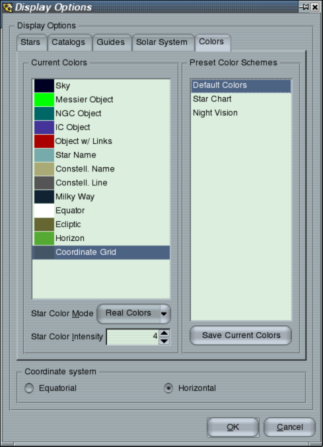 Display Options
Display Options
Stars Catalogs Guides Solar System Colors
Current Colors
Sky
Messier Object
NGC Object
IC Object
Object w/ Links
Star Name
Constell. Name
Constell. Line
Milky Way
Equator
Ecliptic
Horizon
Coordinate Grid
Star Color Mode Real Colors
Star Color Intensity 4
Preset Color Schemes
Default Colors
Star Chart
Night Vision
Save Current Colors
Coordinate system
Equatorial Horizontal
OK Cancel